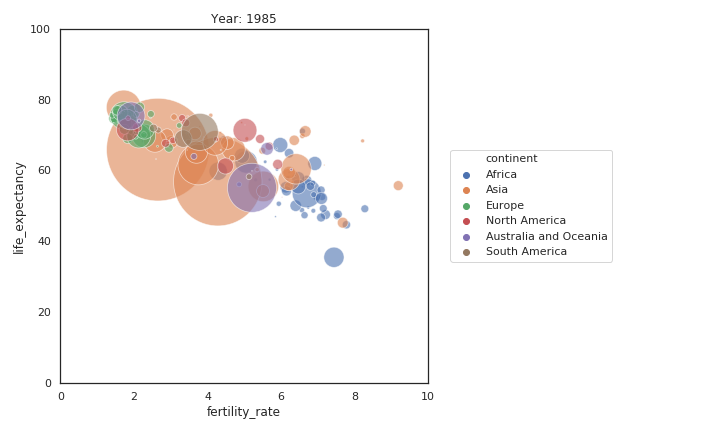 Year: 1985
100
80
60
40
20
0
life_expectancy
0 2 4 6 8 10
fertility_rate
continent
Africa
Asia
Europe
North America
Australia and Oceania
South America